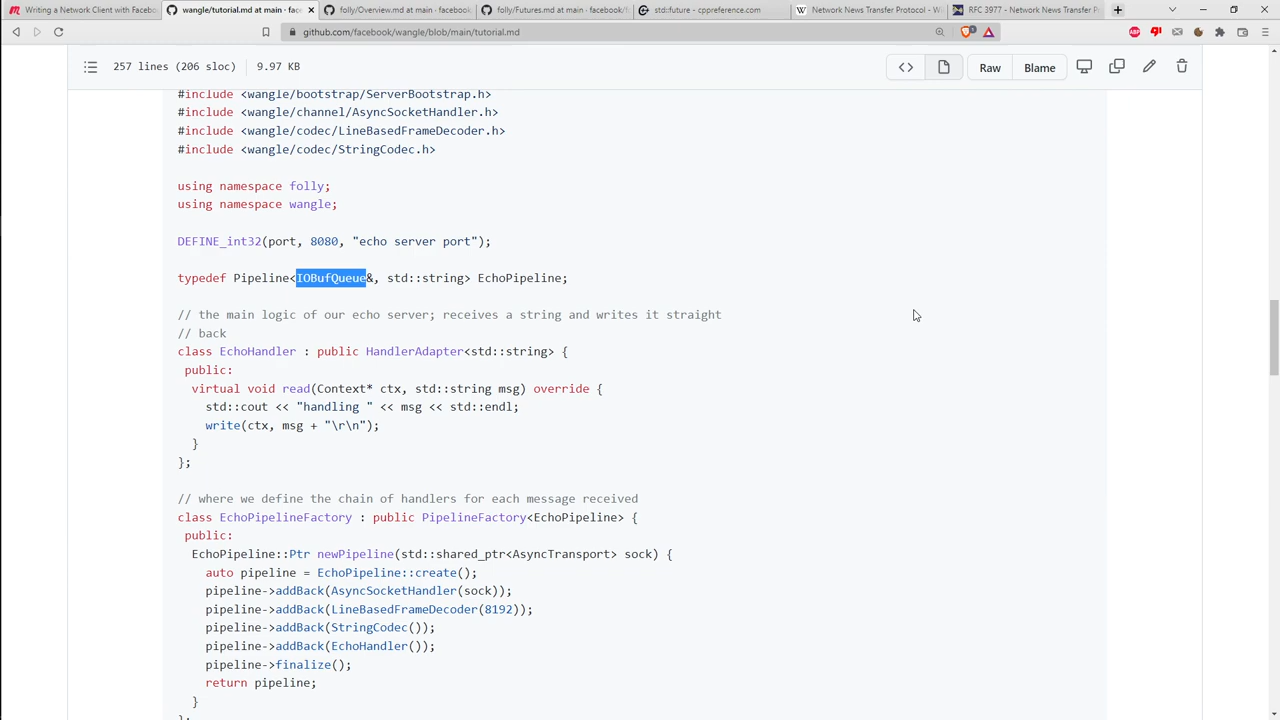 Writing a Network Client with Faceboo
wangle/tutorial.md at main · face
folly/Overview.md at main · facebook
folly/Futures.md at main · facebook/f
std::future - cppreference.com
Network News Transfer Protocol - Wi
RFC 3977 - Network News Transfer P
github.com/facebook/wangle/blob/main/tutorial.md
257 lines (206 sloc) 9.97 KB
Raw
Blame
#include <wangle/bootstrap/ServerBootstrap.h>
#include <wangle/channel/AsyncSocketHandler.h>
#include <wangle/codec/LineBasedFrameDecoder.h>
#include <wangle/codec/StringCodec.h>
using namespace folly;
using namespace wangle;
DEFINE_int32(port, 8080, "echo server port");
typedef Pipeline<IOBufQueue&, std::string> EchoPipeline;
// the main logic of our echo server; receives a string and writes it straight
// back
class EchoHandler : public HandlerAdapter<std::string> {
public:
virtual void read(Context* ctx, std::string msg) override {
std::cout << "handling " << msg << std::endl;
write(ctx, msg + "\r\n");
}
};
// where we define the chain of handlers for each message received
class EchoPipelineFactory : public PipelineFactory<EchoPipeline> {
public:
EchoPipeline::Ptr newPipeline(std::shared_ptr<AsyncTransport> sock) {
auto pipeline = EchoPipeline::create();
pipeline->addBack(AsyncSocketHandler(sock));
pipeline->addBack(LineBasedFrameDecoder(8192));
pipeline->addBack(StringCodec());
pipeline->addBack(EchoHandler());
pipeline->finalize();
return pipeline;
}
};